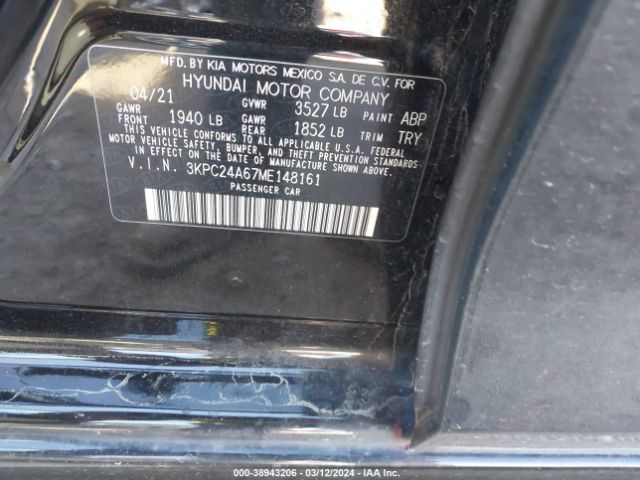 MFD. BY KIA MOTORS MEXICO S.A. DE C.V. FOR
HYUNDAI MOTOR COMPANY
04/21 GVWR 3527 LB PAINT ABP
GAWR FRONT 1940 LB GAWR REAR 1852 LB TRIM TRY
THIS VEHICLE CONFORMS TO ALL APPLICABLE U.S.A. FEDERAL
MOTOR VEHICLE SAFETY, BUMPER, AND THEFT PREVENTION STANDARDS
IN EFFECT ON THE DATE OF MANUFACTURE SHOWN ABOVE.
V.I.N. 3KPC24A67ME148161
PASSENGER CAR
00-38943206 - 03/12/2024 - IAA Inc.